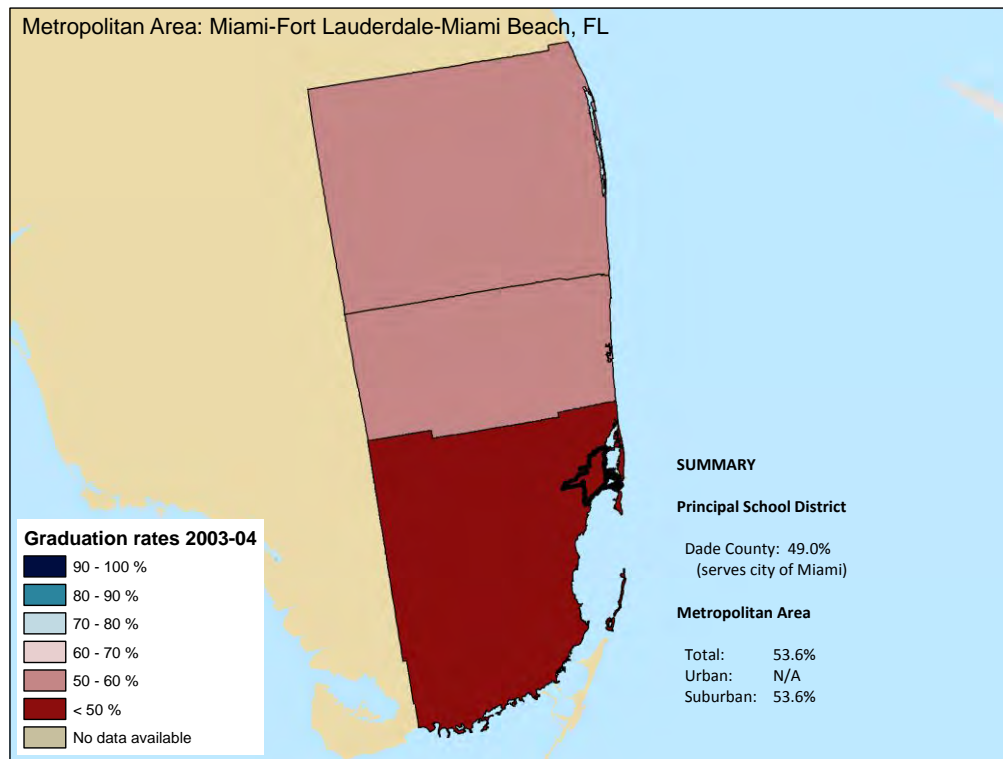 Metropolitan Area: Miami-Fort Lauderdale-Miami Beach, FL
SUMMARY
Principal School District
Dade County: 49.0%
(serves city of Miami)
Metropolitan Area
Total: 53.6%
Urban: N/A
Suburban: 53.6%
Graduation rates 2003-04
90 - 100 %
80 - 90 %
70 - 80 %
60 - 70 %
50 - 60 %
< 50 %
No data available